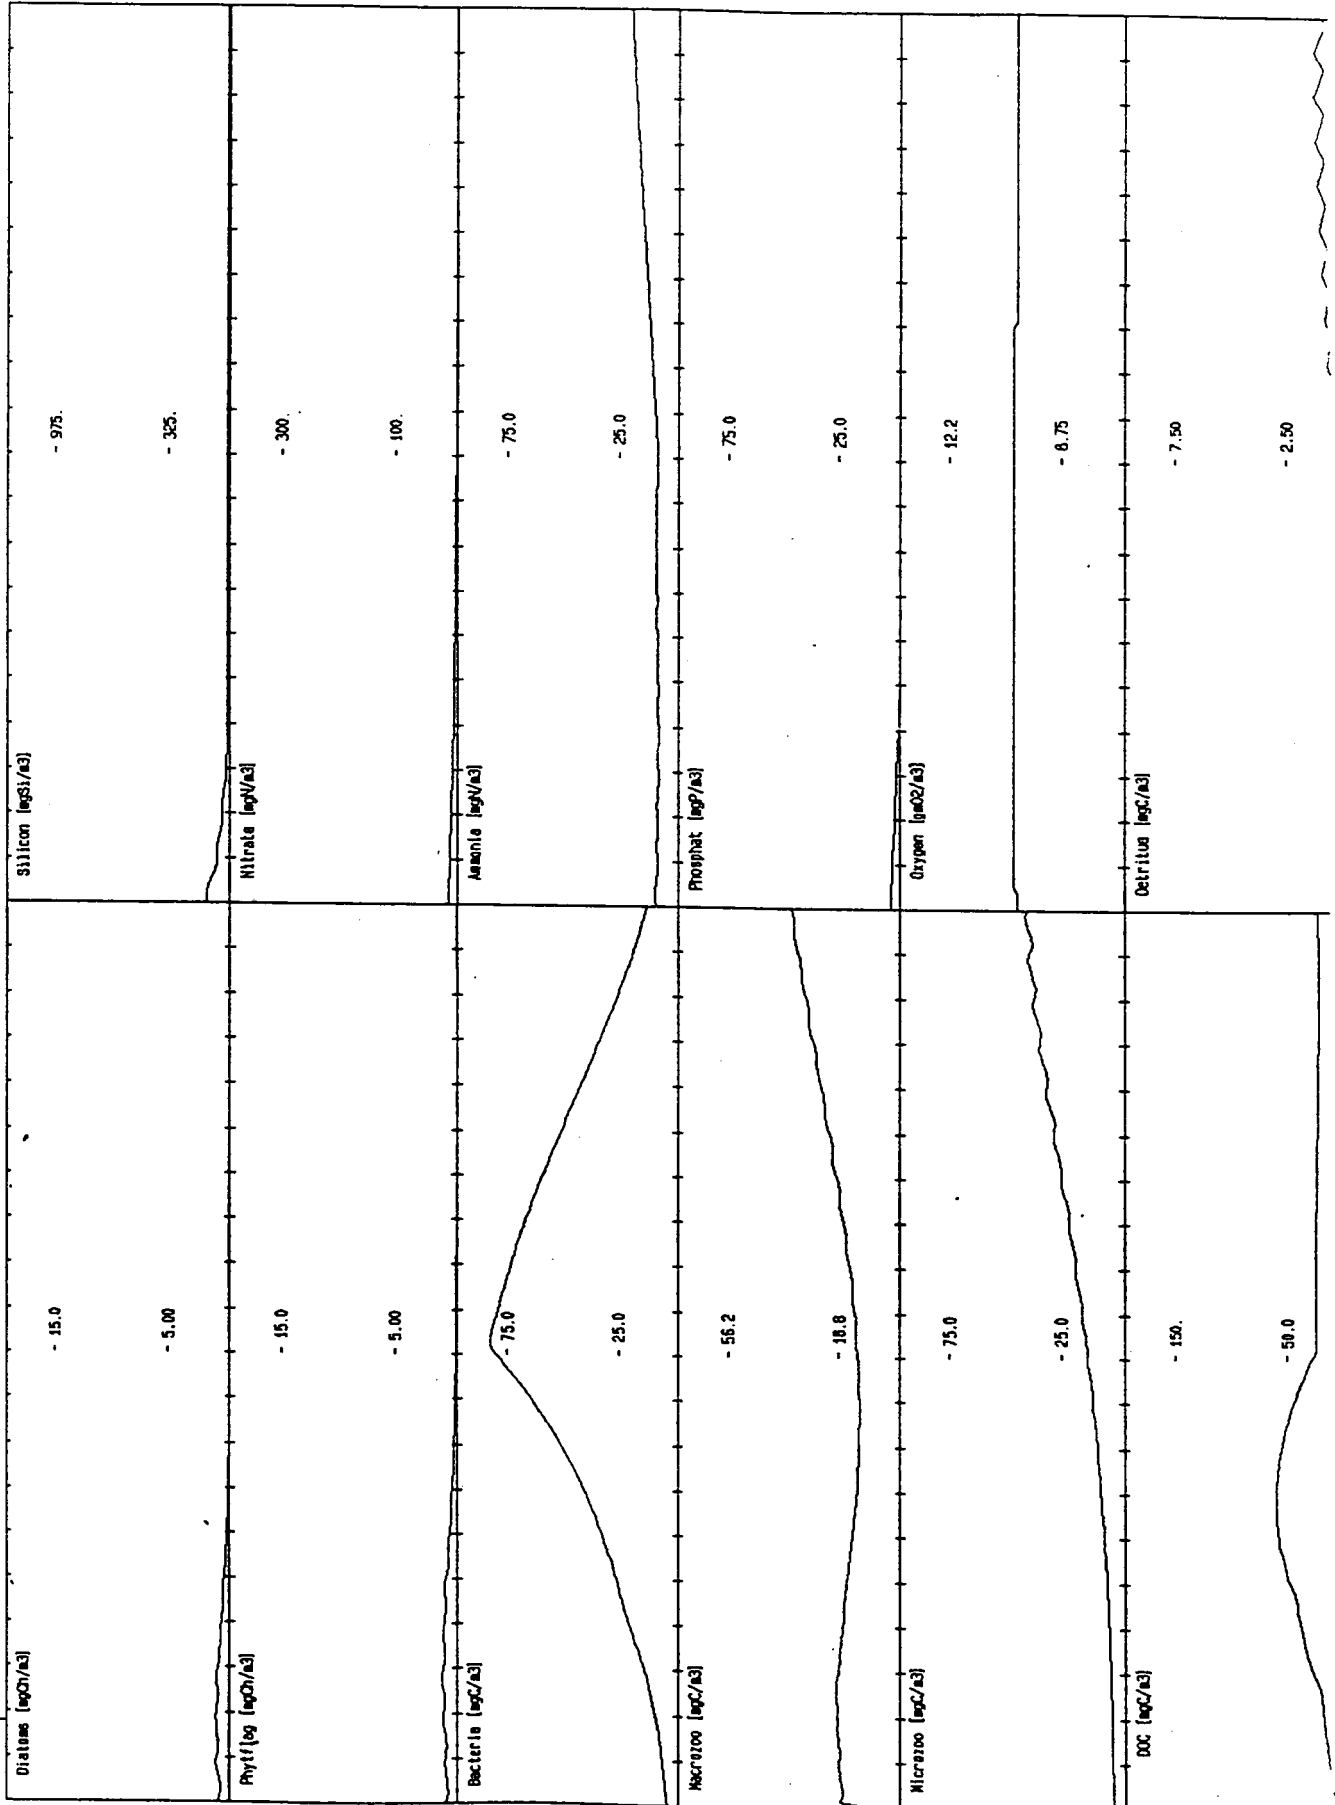 Silicon [mgSi/m3]
- 975.
- 325.
Nitrate [mgN/m3]
- 300.
- 100.
Ammonia [mgN/m3]
- 75.0
- 25.0
Phosphat [mgP/m3]
- 75.0
- 25.0
Oxygen [gmO2/m3]
- 12.2
- 8.75
Detritus [mgC/m3]
- 7.50
- 2.50
Diatoms [mgCh/m3]
- 15.0
- 5.00
Phytflag [mgCh/m3]
- 15.0
- 5.00
Bacteria [mgC/m3]
- 75.0
- 25.0
Macrozoo [mgC/m3]
- 56.2
- 18.8
Microzoo [mgC/m3]
- 75.0
- 25.0
DOC [mgC/m3]
- 150.
- 50.0